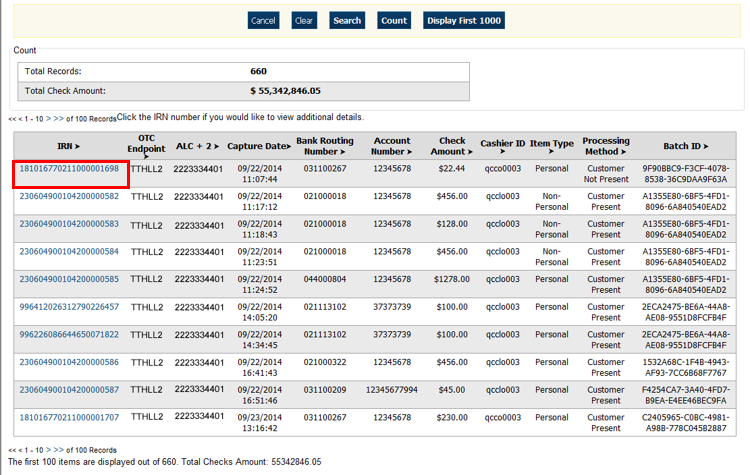 Cancel Clear Search Count Display First 1000
Count
Total Records: 660
Total Check Amount: $ 55,342,846.05
<< < 1 - 10 > >> of 100 Records Click the IRN number if you would like to view additional details.
IRN > OTC Endpoint > ALC + 2 > Capture Date > Bank Routing Number > Account Number > Check Amount > Cashier ID > Item Type > Processing Method > Batch ID >
181016770211000001698 TTHLL2 2223334401 09/22/2014 031100267 12345678 $22.44 qcco0003 Personal Customer 9F90BBC9-F3CF-4078-
11:07:44 Not Present 8538-36C9DAA9F63A
230604900104200000582 TTHLL2 2223334401 09/22/2014 021000018 12345678 $456.00 qcclo003 Non- Customer A1355E80-6BF5-4FD1-
11:17:12 Personal Present 8096-6A840540EAD2
230604900104200000583 TTHLL2 2223334401 09/22/2014 021000018 12345678 $128.00 qcclo003 Non- Customer A1355E80-6BF5-4FD1-
11:18:43 Personal Present 8096-6A840540EAD2
230604900104200000584 TTHLL2 2223334401 09/22/2014 021000018 12345678 $456.00 qcclo003 Non- Customer A1355E80-6BF5-4FD1-
11:23:51 Personal Present 8096-6A840540EAD2
230604900104200000585 TTHLL2 2223334401 09/22/2014 044000804 12345678 $1278.00 qcclo003 Personal Customer A1355E80-6BF5-4FD1-
11:24:52 Present 8096-6A840540EAD2
996412026312790226457 TTHLL2 2223334401 09/22/2014 021113102 37373739 $100.00 qcclo003 Personal Customer 2ECA2475-BE6A-44A8-
14:05:20 Present AE08-9551D8FCFB4F
996226086644650071822 TTHLL2 2223334401 09/22/2014 021113102 37373739 $100.00 qcclo003 Personal Customer 2ECA2475-BE6A-44A8-
14:34:45 Present AE08-9551D8FCFB4F
230604900104200000586 TTHLL2 2223334401 09/22/2014 021000322 12345678 $456.00 qcclo003 Personal Customer 1532A68C-1F4B-4943-
16:41:43 Present AF93-7CC6B68F7767
230604900104200000587 TTHLL2 2223334401 09/22/2014 031100209 12345677994 $45.00 qcclo003 Personal Customer F4254CA7-3A40-4FD7-
16:51:46 Present B9EA-E4EE46BEC9FA
181016770211000001707 TTHLL2 2223334401 09/23/2014 031100267 12345678 $230.00 qcco0003 Personal Customer C2405965-C0BC-4981-
13:16:42 Present A98B-778C045B2887
<< < 1 - 10 > >> of 100 Records
The first 100 items are displayed out of 660. Total Checks Amount: 55342846.05